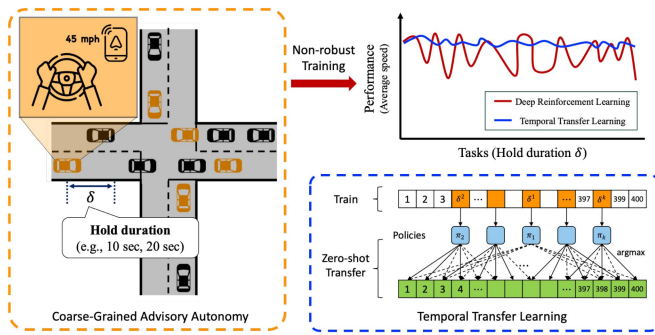 45 mph
δ
Hold duration
(e.g., 10 sec, 20 sec)
Coarse-Grained Advisory Autonomy
Non-robust
Training
Performance
(Average speed)
Deep Reinforcement Learning
Temporal Transfer Learning
Tasks (Hold duration δ)
Train
1 2 3 δ² ... δ¹ ... 397 δᵏ 399 400
Policies
π₂ π₁ πₖ
Zero-shot
Transfer
...
argmax
1 2 3 4 ... ... 397 398 399 400
Temporal Transfer Learning